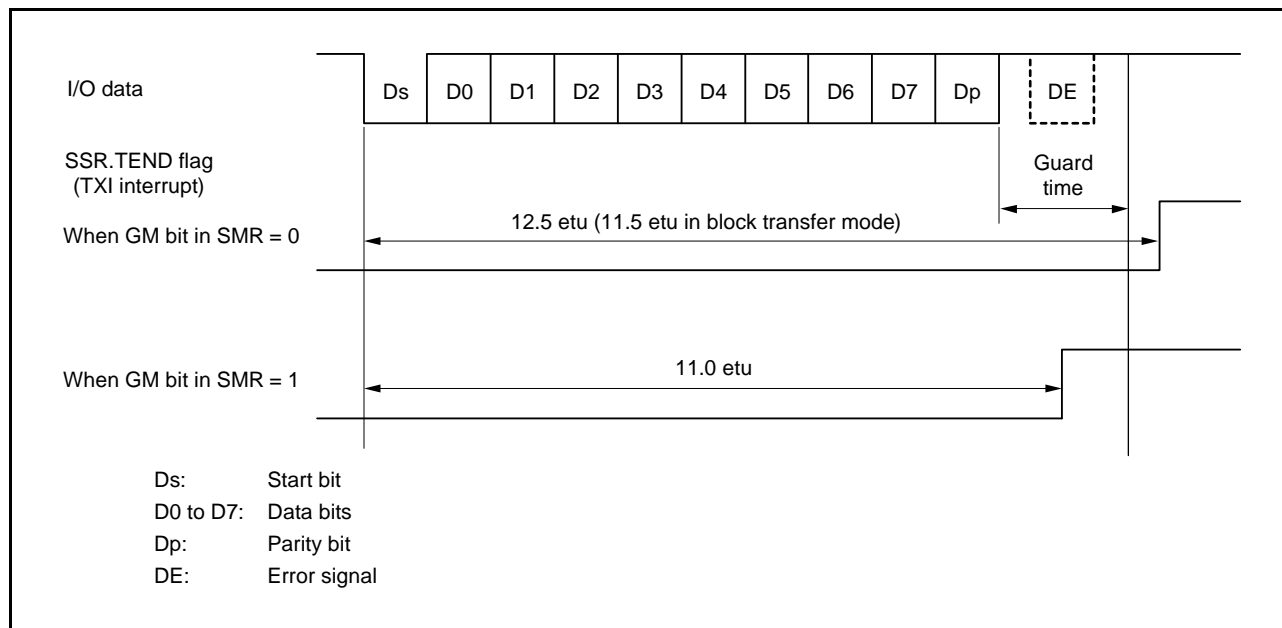 I/O data
Ds D0 D1 D2 D3 D4 D5 D6 D7 Dp DE
SSR.TEND flag
(TXI interrupt)
Guard
time
When GM bit in SMR = 0
12.5 etu (11.5 etu in block transfer mode)
When GM bit in SMR = 1
11.0 etu
Ds: Start bit
D0 to D7: Data bits
Dp: Parity bit
DE: Error signal